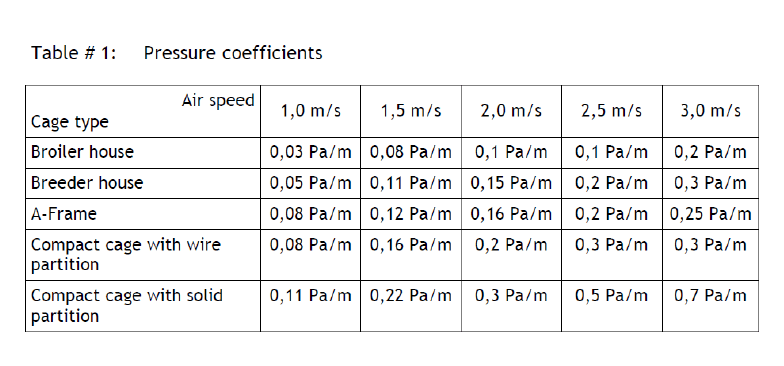 Table # 1: Pressure coefficients
Air speed
Cage type
1,0 m/s 1,5 m/s 2,0 m/s 2,5 m/s 3,0 m/s
Broiler house 0,03 Pa/m 0,08 Pa/m 0,1 Pa/m 0,1 Pa/m 0,2 Pa/m
Breeder house 0,05 Pa/m 0,11 Pa/m 0,15 Pa/m 0,2 Pa/m 0,3 Pa/m
A-Frame 0,08 Pa/m 0,12 Pa/m 0,16 Pa/m 0,2 Pa/m 0,25 Pa/m
Compact cage with wire 0,08 Pa/m 0,16 Pa/m 0,2 Pa/m 0,3 Pa/m 0,3 Pa/m
partition
Compact cage with solid 0,11 Pa/m 0,22 Pa/m 0,3 Pa/m 0,5 Pa/m 0,7 Pa/m
partition